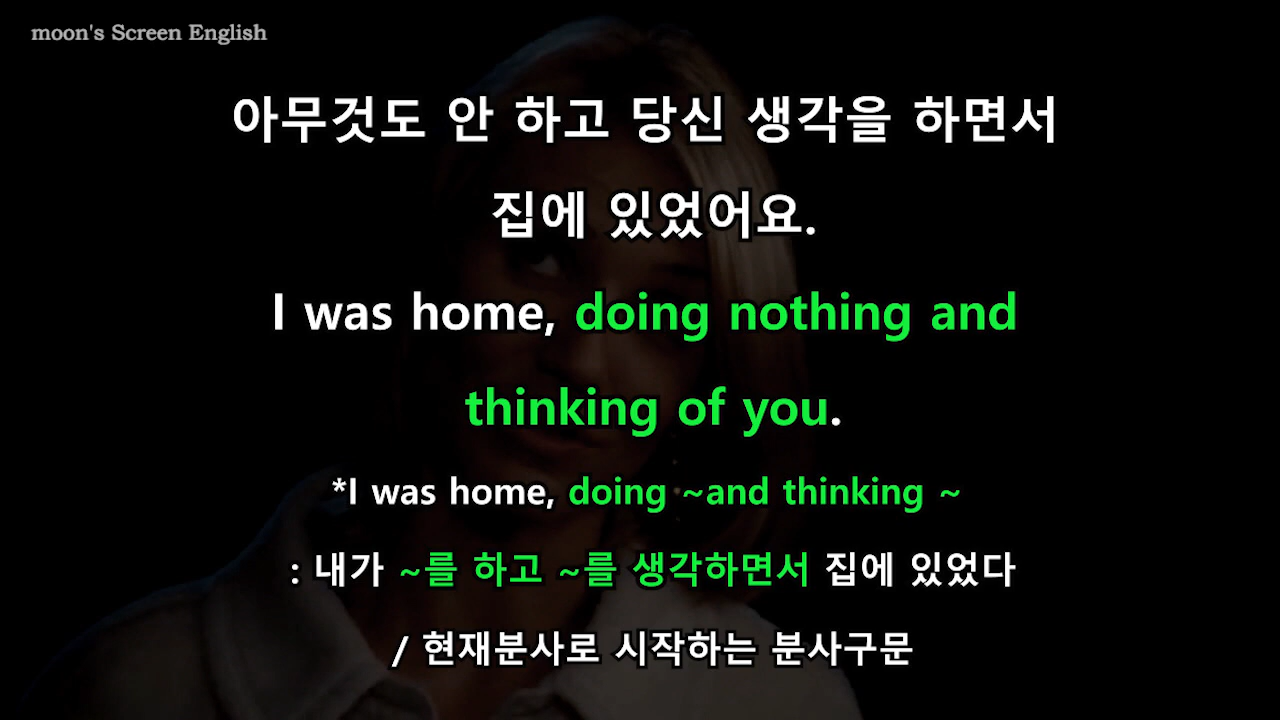 moon's Screen English
아무것도 안 하고 당신 생각을 하면서
집에 있었어요.
I was home, doing nothing and
thinking of you.
*I was home, doing ~and thinking ~
: 내가 ~를 하고 ~를 생각하면서 집에 있었다
/ 현재분사로 시작하는 분사구문